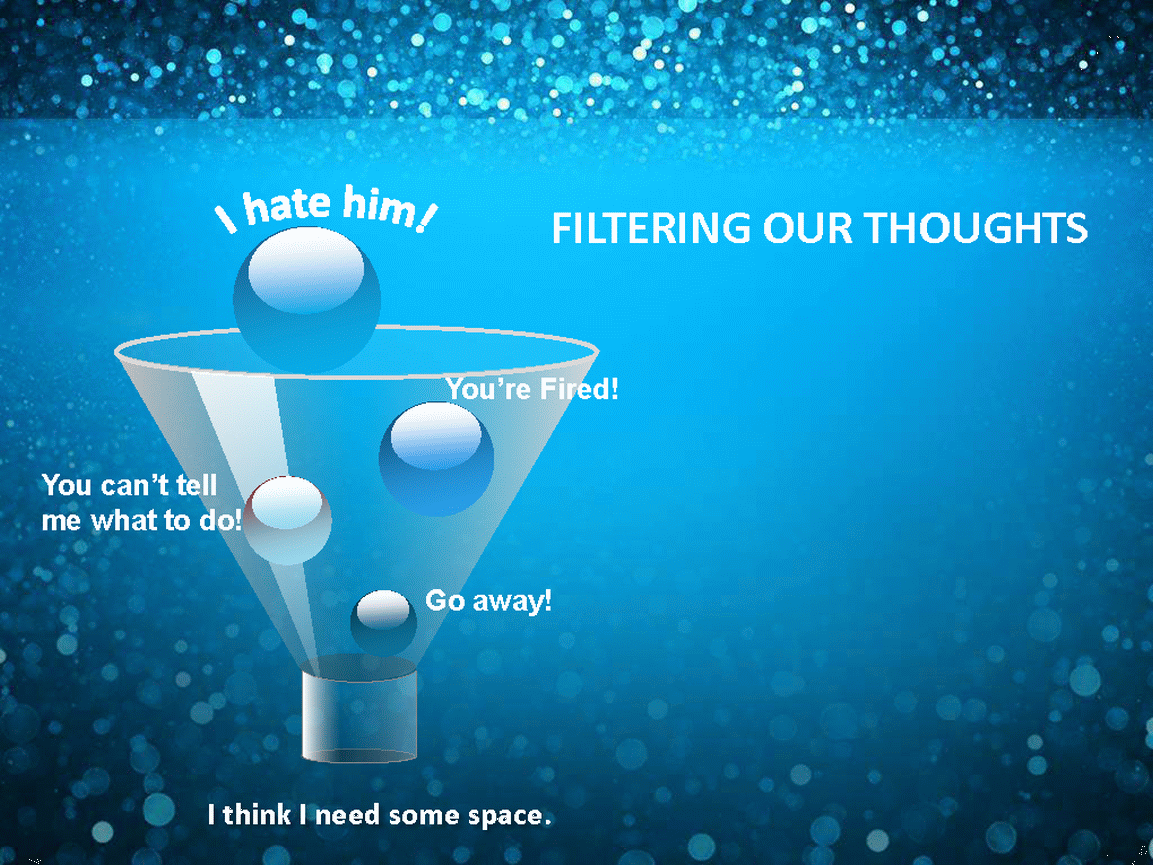 I hate him!
FILTERING OUR THOUGHTS
You're Fired!
You can't tell
me what to do!
Go away!
I think I need some space.